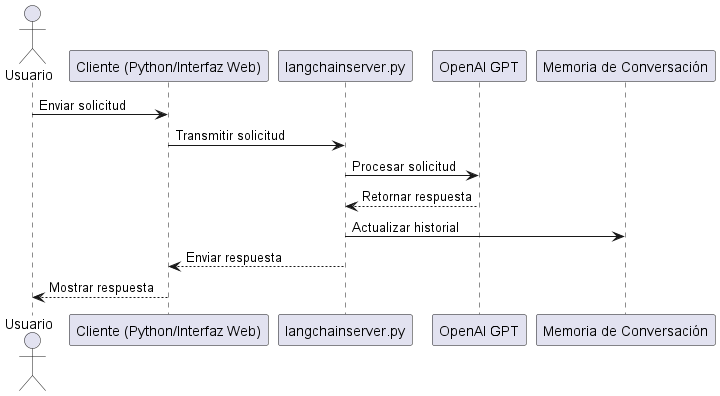 Usuario
Cliente (Python/Interfaz Web)
langchainserver.py
OpenAI GPT
Memoria de Conversación
Enviar solicitud
Transmitir solicitud
Procesar solicitud
Retornar respuesta
Actualizar historial
Enviar respuesta
Mostrar respuesta
Usuario
Cliente (Python/Interfaz Web)
langchainserver.py
OpenAI GPT
Memoria de Conversación